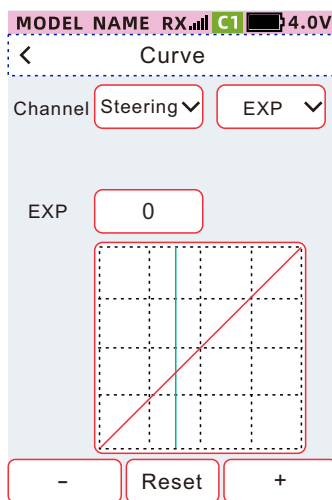 MODEL NAME RX C1 4.0V
< Curve
Channel Steering EXP
EXP 0
- Reset +